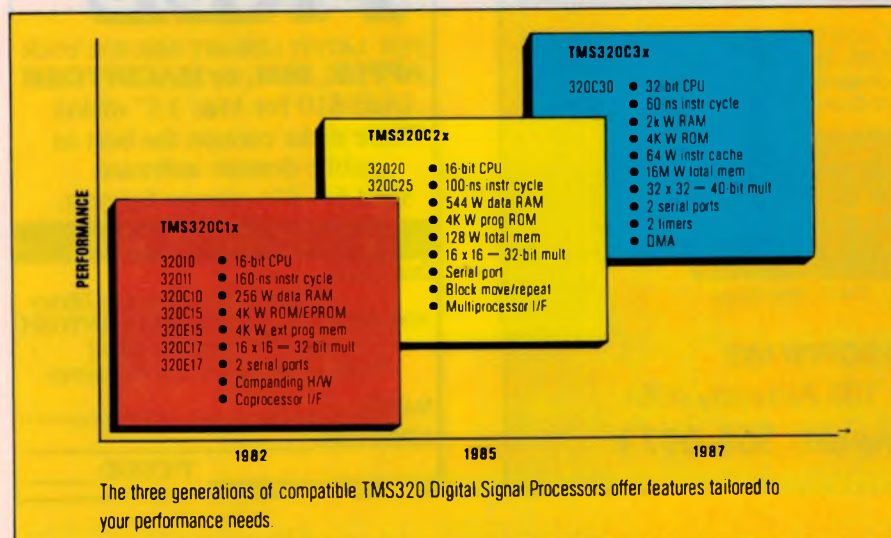 PERFORMANCE
TMS320C1x
32010 • 16-bit CPU
32011 • 160-ns instr cycle
320C10 • 256 W data RAM
320C15 • 4K W ROM/EPROM
320E15 • 4K W ext prog mem
320C17 • 16 x 16 — 32-bit mult
320E17 • 2 serial ports
• Companding H/W
• Coprocessor I/F
TMS320C2x
32020 • 16-bit CPU
320C25 • 100-ns instr cycle
• 544 W data RAM
• 4K W prog ROM
• 128 W total mem
• 16 x 16 — 32-bit mult
• Serial port
• Block move/repeat
• Multiprocessor I/F
TMS320C3x
320C30 • 32-bit CPU
• 60-ns instr cycle
• 2k W RAM
• 4K W ROM
• 64 W instr cache
• 16M W total mem
• 32 x 32 — 40-bit mult
• 2 serial ports
• 2 timers
• DMA
1982 1985 1987
The three generations of compatible TMS320 Digital Signal Processors offer features tailored to
your performance needs.